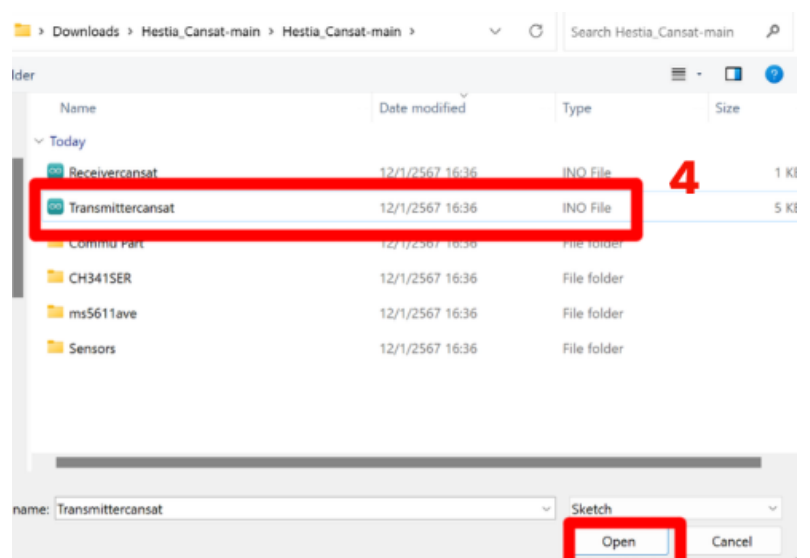 > Downloads > Hestia_Cansat-main > Hestia_Cansat-main > Search Hestia_Cansat-main
lder
Name Date modified Type Size
Today
Receivercansat 12/1/2567 16:36 INO File 1 KE
4
Transmittercansat 12/1/2567 16:36 INO File 5 KE
Commu Part 12/1/2567 16:36 File folder
CH341SER 12/1/2567 16:36 File folder
ms5611ave 12/1/2567 16:36 File folder
Sensors 12/1/2567 16:36 File folder
name: Transmittercansat Sketch
Open Cancel